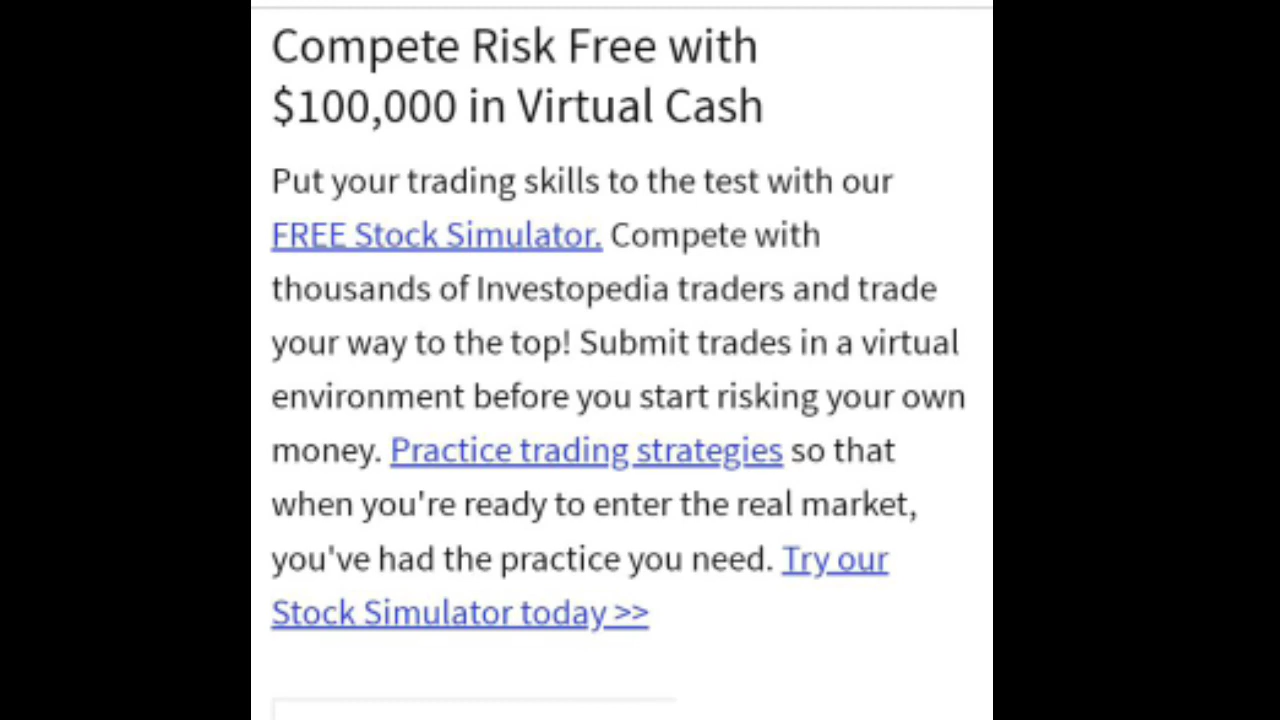 Compete Risk Free with
$100,000 in Virtual Cash
Put your trading skills to the test with our
FREE Stock Simulator. Compete with
thousands of Investopedia traders and trade
your way to the top! Submit trades in a virtual
environment before you start risking your own
money. Practice trading strategies so that
when you're ready to enter the real market,
you've had the practice you need. Try our
Stock Simulator today >>